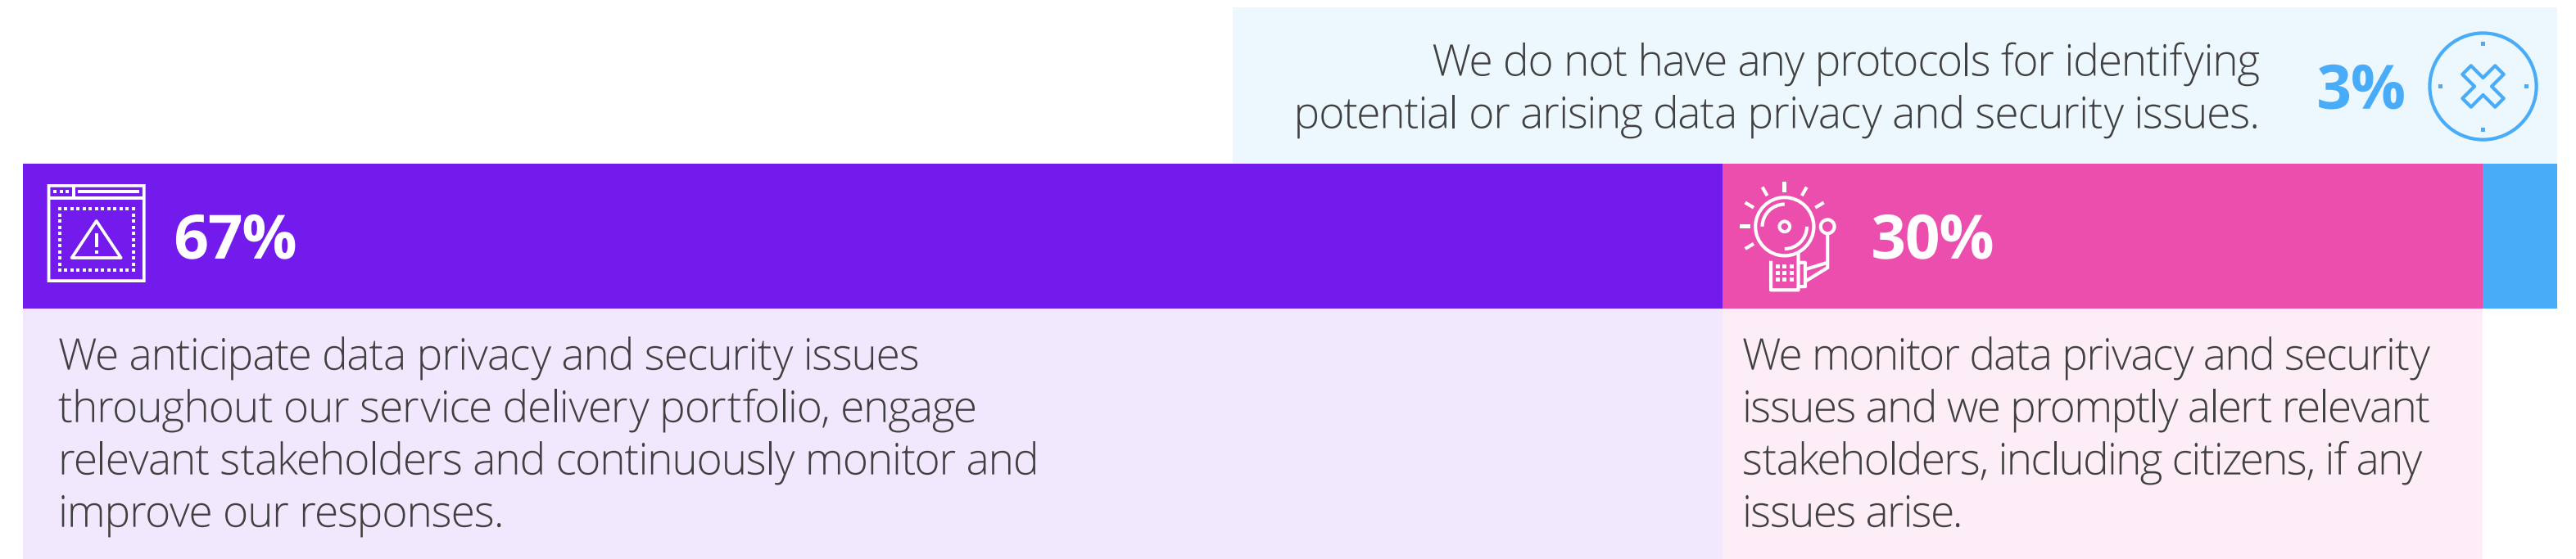 We do not have any protocols for identifying
potential or arising data privacy and security issues.
3%
67%
30%
We anticipate data privacy and security issues
throughout our service delivery portfolio, engage
relevant stakeholders and continuously monitor and
improve our responses.
We monitor data privacy and security
issues and we promptly alert relevant
stakeholders, including citizens, if any
issues arise.